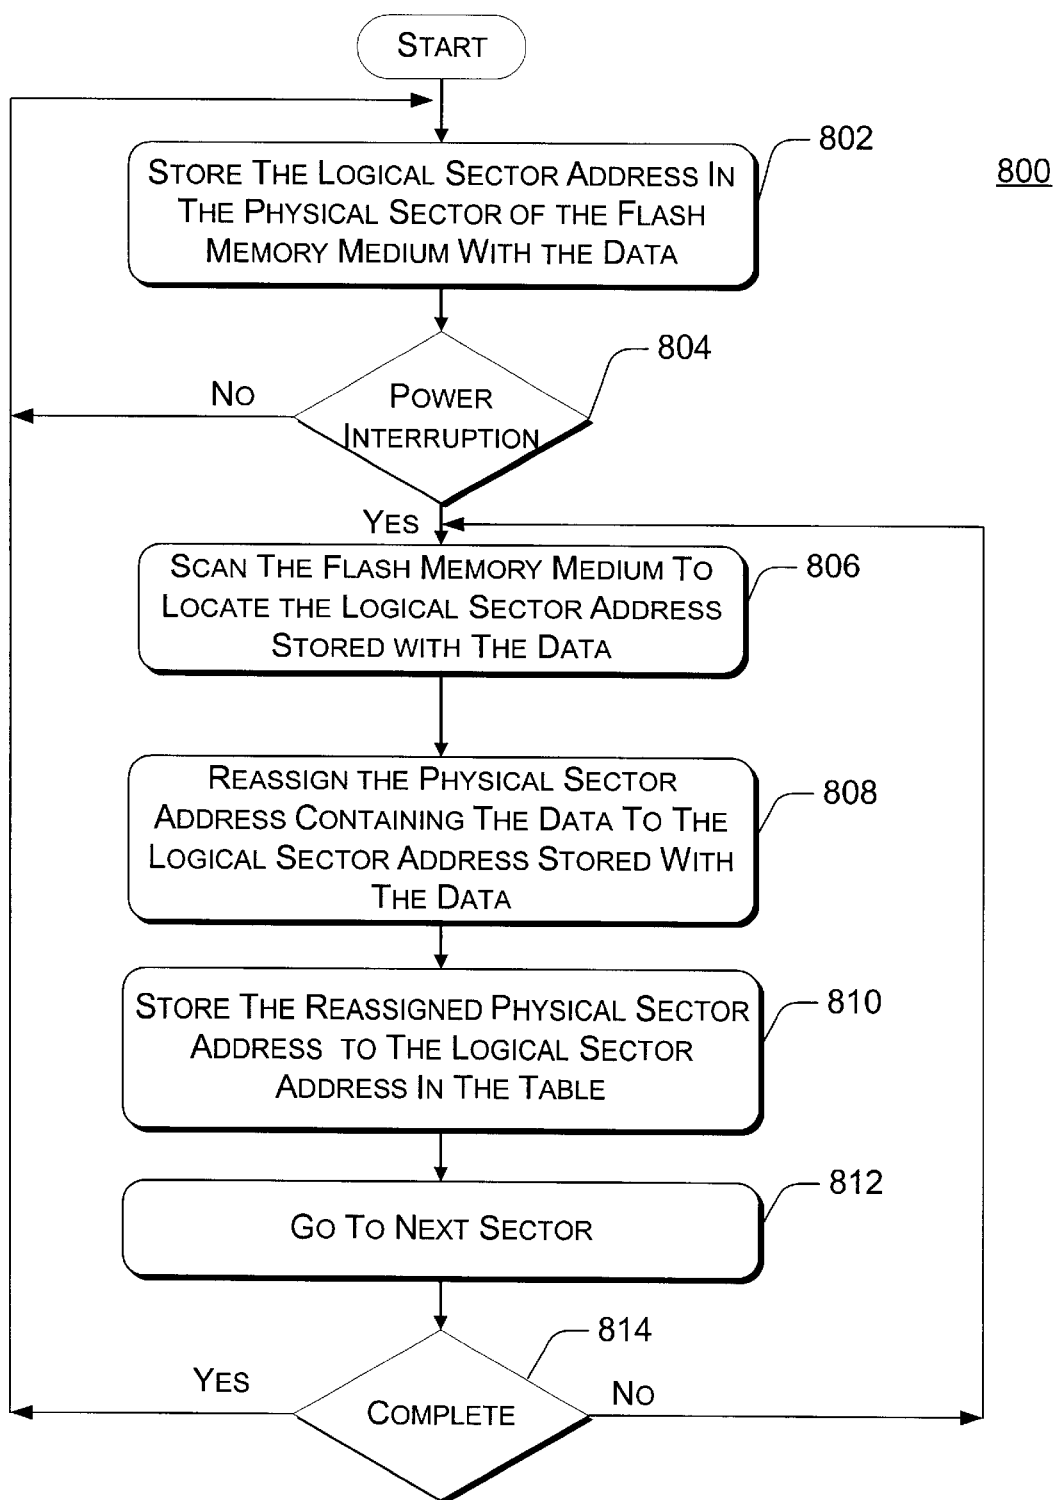 START
802
800
STORE THE LOGICAL SECTOR ADDRESS IN
THE PHYSICAL SECTOR OF THE FLASH
MEMORY MEDIUM WITH THE DATA
804
NO
POWER
INTERRUPTION
YES
SCAN THE FLASH MEMORY MEDIUM TO
LOCATE THE LOGICAL SECTOR ADDRESS
STORED WITH THE DATA
806
REASSIGN THE PHYSICAL SECTOR
ADDRESS CONTAINING THE DATA TO THE
LOGICAL SECTOR ADDRESS STORED WITH
THE DATA
808
STORE THE REASSIGNED PHYSICAL SECTOR
ADDRESS TO THE LOGICAL SECTOR
ADDRESS IN THE TABLE
810
GO TO NEXT SECTOR
812
814
YES
COMPLETE
NO